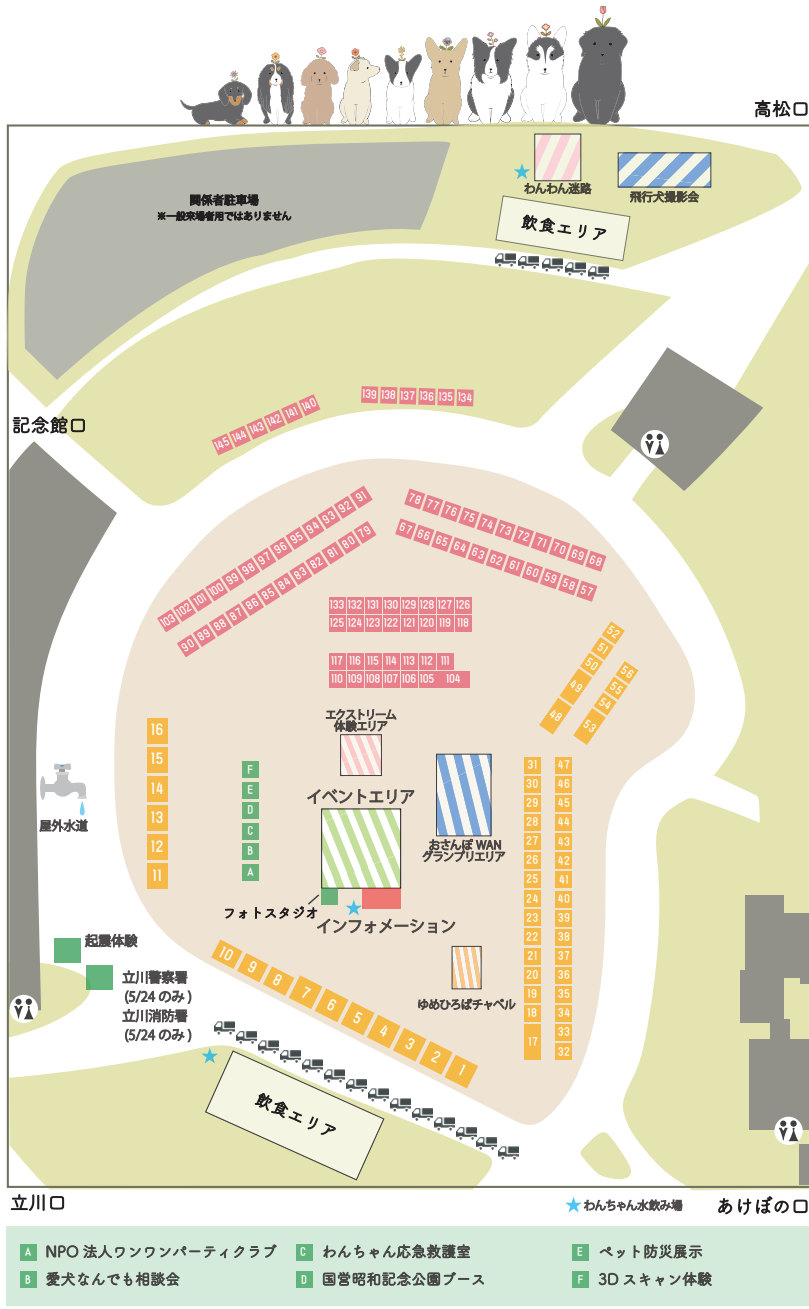 高松口
関係者駐車場
※一般来場者用ではありません
わんわん迷路
飛行犬撮影会
飲食エリア
139 138 137 136 135 134
145 144 143 142 141 140
記念館口
103 102 101 100 99 98 97 96 95 94 93 92 91
90 89 88 87 86 85 84 83 82 81 80 79
78 77 76 75 74 73 72 71 70 69 68
67 66 65 64 63 62 61 60 59 58 57
133 132 131 130 129 128 127 126
125 124 123 122 121 120 119 118
117 116 115 114 113 112 111
110 109 108 107 106 105 104
52
51
50
49
48
56
55
54
53
エクストリーム
体験エリア
16
15
14
13
12
11
F
E
D
C
B
A
イベントエリア
おさんぽ WAN
グランプリエリア
31 47
30 46
29 45
28 44
27 43
26 42
25 41
24 40
23 39
22 38
21 37
20 36
19 35
18 34
17 33
32
屋外水道
フォトスタジオ
インフォメーション
起震体験
立川警察署
(5/24 のみ )
立川消防署
(5/24 のみ )
ゆめひろばチャペル
10 9 8 7 6 5 4 3 2 1
飲食エリア
立川口
わんちゃん水飲み場
あけぼの口
A NPO 法人ワンワンパーティクラブ
C わんちゃん応急救護室
E ペット防災展示
B 愛犬なんでも相談会
D 国営昭和記念公園ブース
F 3D スキャン体験